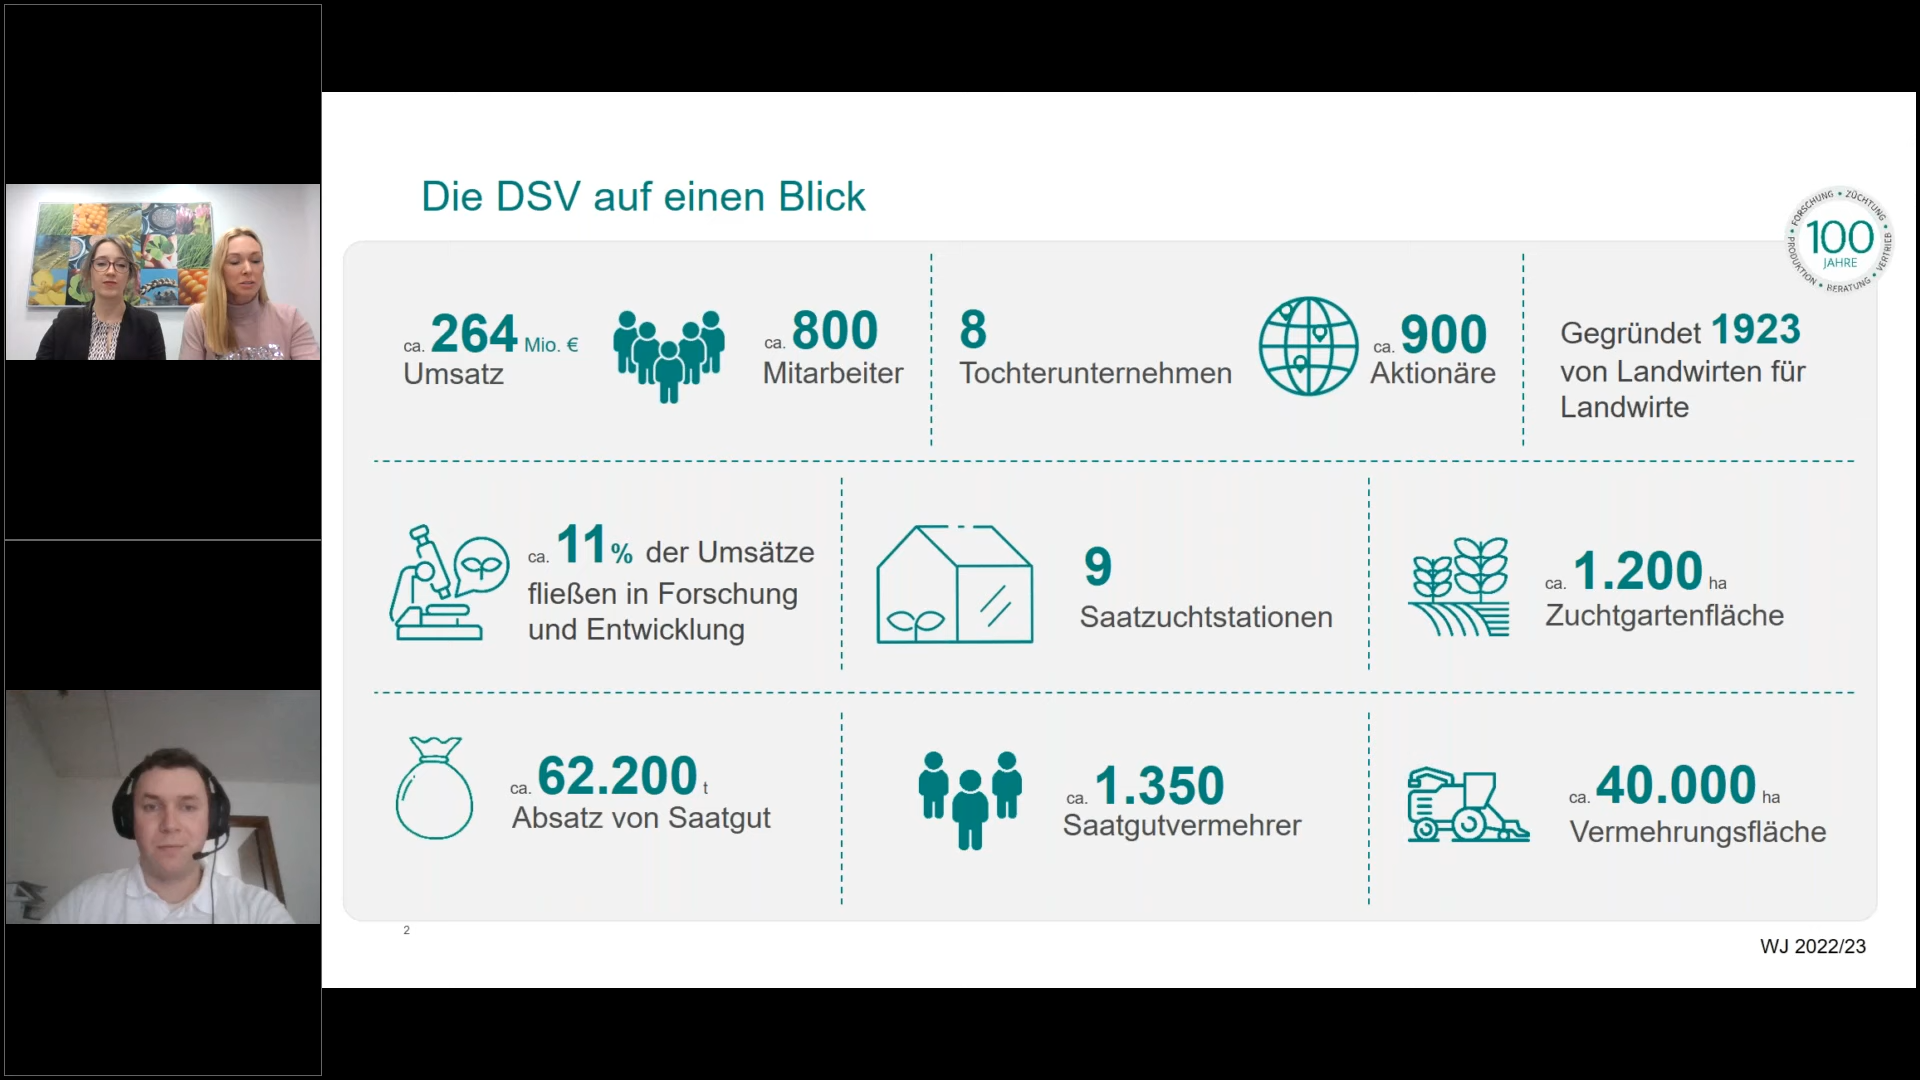 Die DSV auf einen Blick
FORSCHUNG • ZÜCHTUNG • VERTRIEB • BERATUNG • PRODUKTION •
100
JAHRE
ca. 264 Mio. €
Umsatz
ca. 800
Mitarbeiter
8
Tochterunternehmen
ca. 900
Aktionäre
Gegründet 1923
von Landwirten für
Landwirte
ca. 11 % der Umsätze
fließen in Forschung
und Entwicklung
9
Saatzuchtstationen
ca. 1.200 ha
Zuchtgartenfläche
ca. 62.200 t
Absatz von Saatgut
ca. 1.350
Saatgutvermehrer
ca. 40.000 ha
Vermehrungsfläche
2
WJ 2022/23